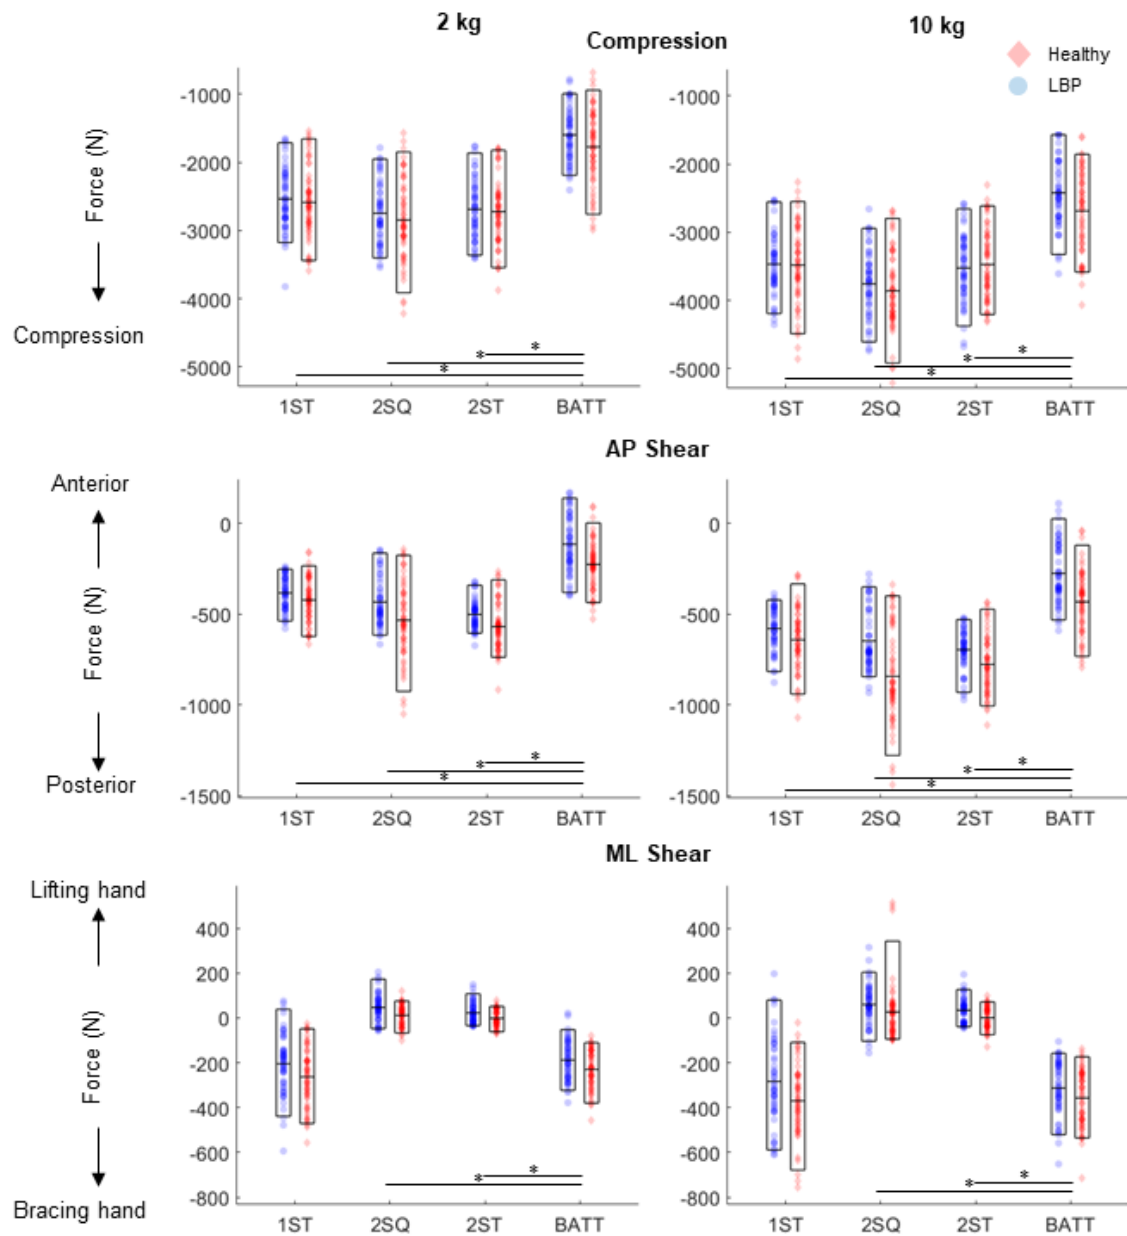 2 kg
10 kg
Compression
Healthy
LBP
Force (N)
Compression
-1000
-2000
-3000
-4000
-5000
* * *
1ST 2SQ 2ST BATT
-1000
-2000
-3000
-4000
-5000
* * *
1ST 2SQ 2ST BATT
AP Shear
Anterior
Force (N)
Posterior
0
-500
-1000
-1500
* * *
1ST 2SQ 2ST BATT
0
-500
-1000
-1500
* * *
1ST 2SQ 2ST BATT
ML Shear
Lifting hand
Force (N)
Bracing hand
400
200
0
-200
-400
-600
-800
* *
1ST 2SQ 2ST BATT
400
200
0
-200
-400
-600
-800
* *
1ST 2SQ 2ST BATT